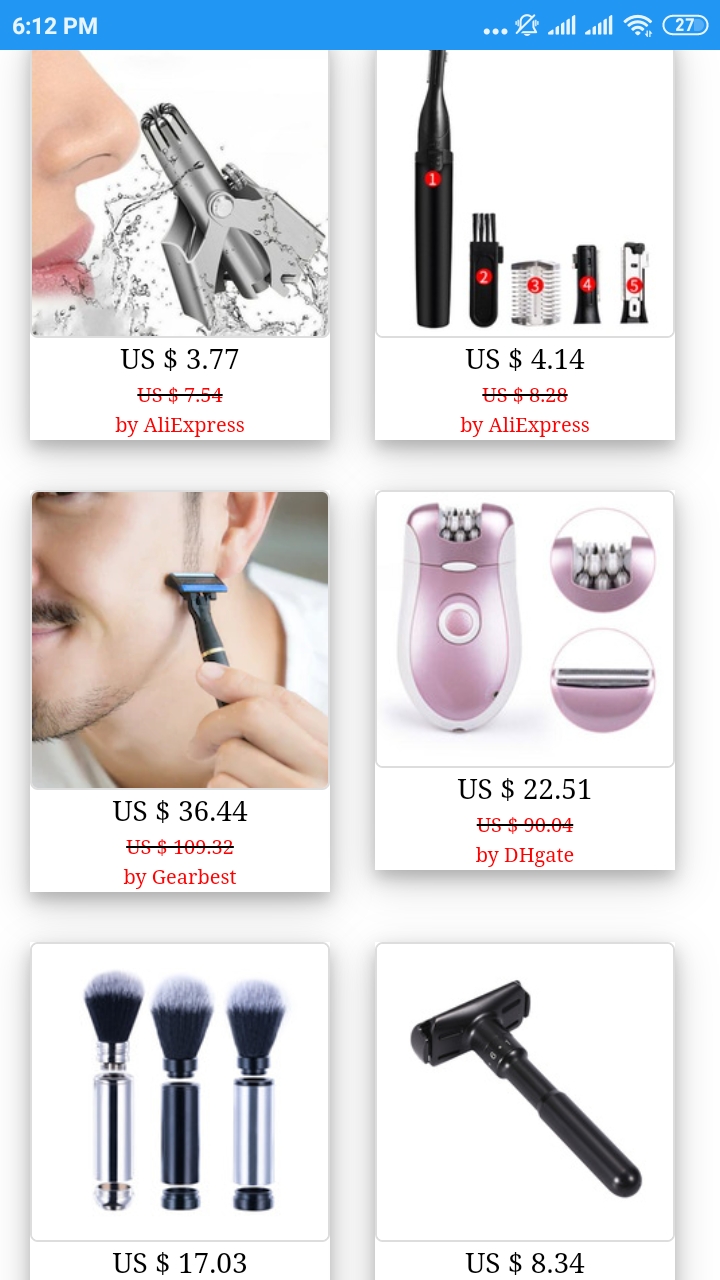 6:12 PM
27
1
2
3
4
5
US $ 3.77
US $ 7.54
by AliExpress
US $ 4.14
US $ 8.28
by AliExpress
US $ 36.44
US $ 109.32
by Gearbest
US $ 22.51
US $ 90.04
by DHgate
US $ 17.03
US $ 8.34